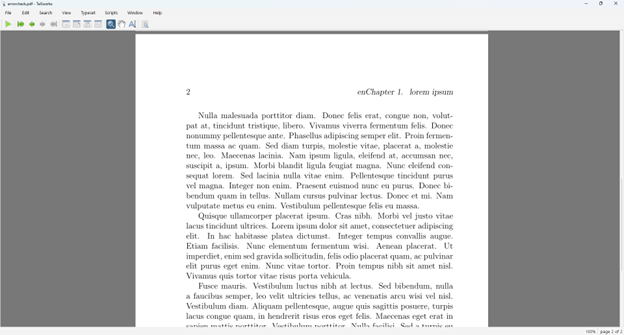 errorcheck.pdf - TeXworks
File Edit Search View Typeset Scripts Window Help
2 enChapter 1. lorem ipsum
Nulla malesuada porttitor diam. Donec felis erat, congue non, volut-
pat at, tincidunt tristique, libero. Vivamus viverra fermentum felis. Donec
nonummy pellentesque ante. Phasellus adipiscing semper elit. Proin fermen-
tum massa ac quam. Sed diam turpis, molestie vitae, placerat a, molestie
nec, leo. Maecenas lacinia. Nam ipsum ligula, eleifend at, accumsan nec,
suscipit a, ipsum. Morbi blandit ligula feugiat magna. Nunc eleifend con-
sequat lorem. Sed lacinia nulla vitae enim. Pellentesque tincidunt purus
vel magna. Integer non enim. Praesent euismod nunc eu purus. Donec bi-
bendum quam in tellus. Nullam cursus pulvinar lectus. Donec et mi. Nam
vulputate metus eu enim. Vestibulum pellentesque felis eu massa.
Quisque ullamcorper placerat ipsum. Cras nibh. Morbi vel justo vitae
lacus tincidunt ultrices. Lorem ipsum dolor sit amet, consectetuer adipiscing
elit. In hac habitasse platea dictumst. Integer tempus convallis augue.
Etiam facilisis. Nunc elementum fermentum wisi. Aenean placerat. Ut
imperdiet, enim sed gravida sollicitudin, felis odio placerat quam, ac pulvinar
elit purus eget enim. Nunc vitae tortor. Proin tempus nibh sit amet nisl.
Vivamus quis tortor vitae risus porta vehicula.
Fusce mauris. Vestibulum luctus nibh at lectus. Sed bibendum, nulla
a faucibus semper, leo velit ultricies tellus, ac venenatis arcu wisi vel nisl.
Vestibulum diam. Aliquam pellentesque, augue quis sagittis posuere, turpis
lacus congue quam, in hendrerit risus eros eget felis. Maecenas eget erat in
sapien mattis porttitor. Vestibulum porttitor. Nulla facilisi. Sed a turpis eu
100% page 2 of 2